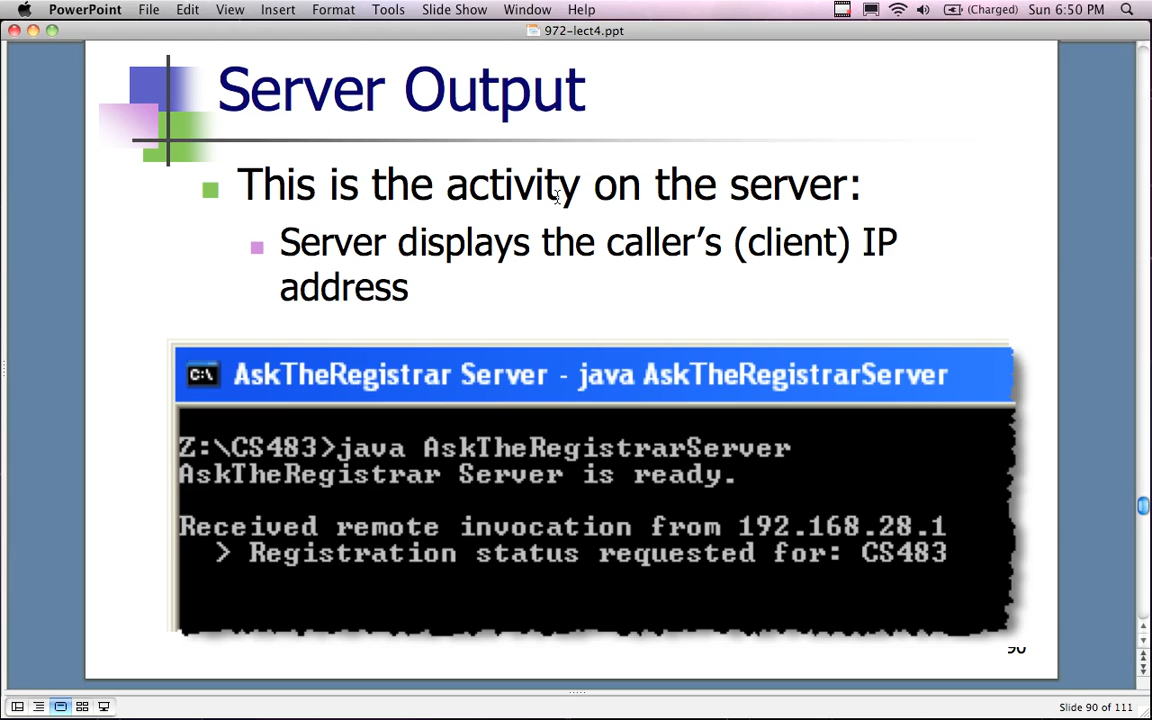 PowerPoint File Edit View Insert Format Tools Slide Show Window Help (Charged) Sun 6:50 PM
972-lect4.ppt
Server Output
This is the activity on the server:
Server displays the caller’s (client) IP
address
C:\ AskTheRegistrar Server - java AskTheRegistrarServer
Z:\CS483>java AskTheRegistrarServer
AskTheRegistrar Server is ready.
Received remote invocation from 192.168.28.1
> Registration status requested for: CS483
90
Slide 90 of 111